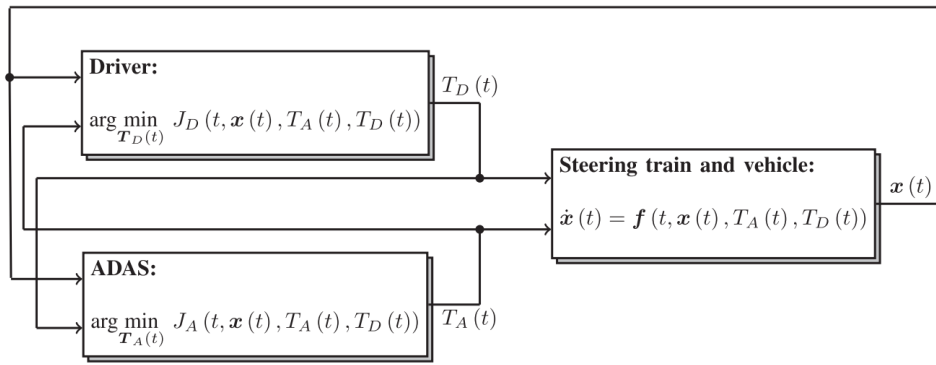 Driver:
arg min J_D (t, 𝒙 (t) , T_A (t) , T_D (t))
𝑻_D(t)
T_D (t)
Steering train and vehicle:
𝒙̇ (t) = 𝒇 (t, 𝒙 (t) , T_A (t) , T_D (t))
𝒙 (t)
ADAS:
arg min J_A (t, 𝒙 (t) , T_A (t) , T_D (t))
𝑻_A(t)
T_A (t)